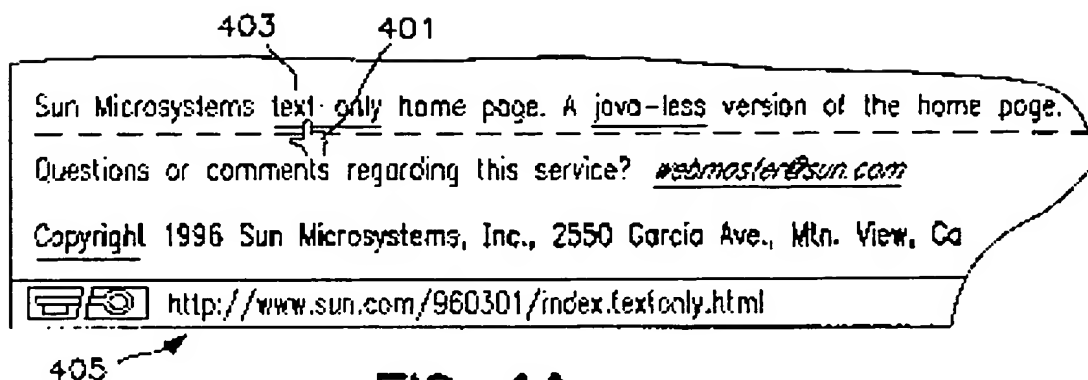 403 401
Sun Microsystems text-only home page. A java-less version of the home page.
Questions or comments regarding this service? webmaster@sun.com
Copyright 1996 Sun Microsystems, Inc., 2550 Garcia Ave., Mtn. View, Ca
http://www.sun.com/960301/index.textonly.html
405